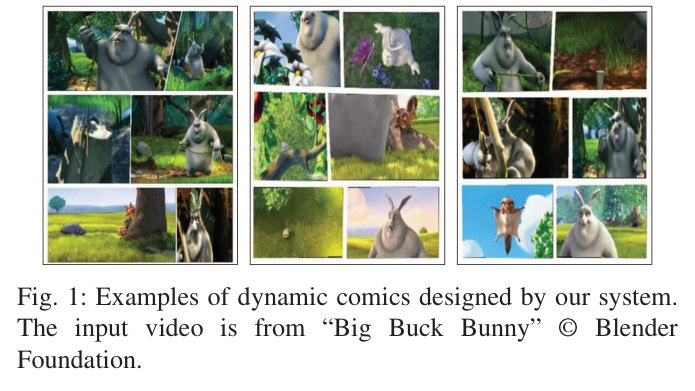 Fig. 1: Examples of dynamic comics designed by our system.
The input video is from “Big Buck Bunny” © Blender
Foundation.